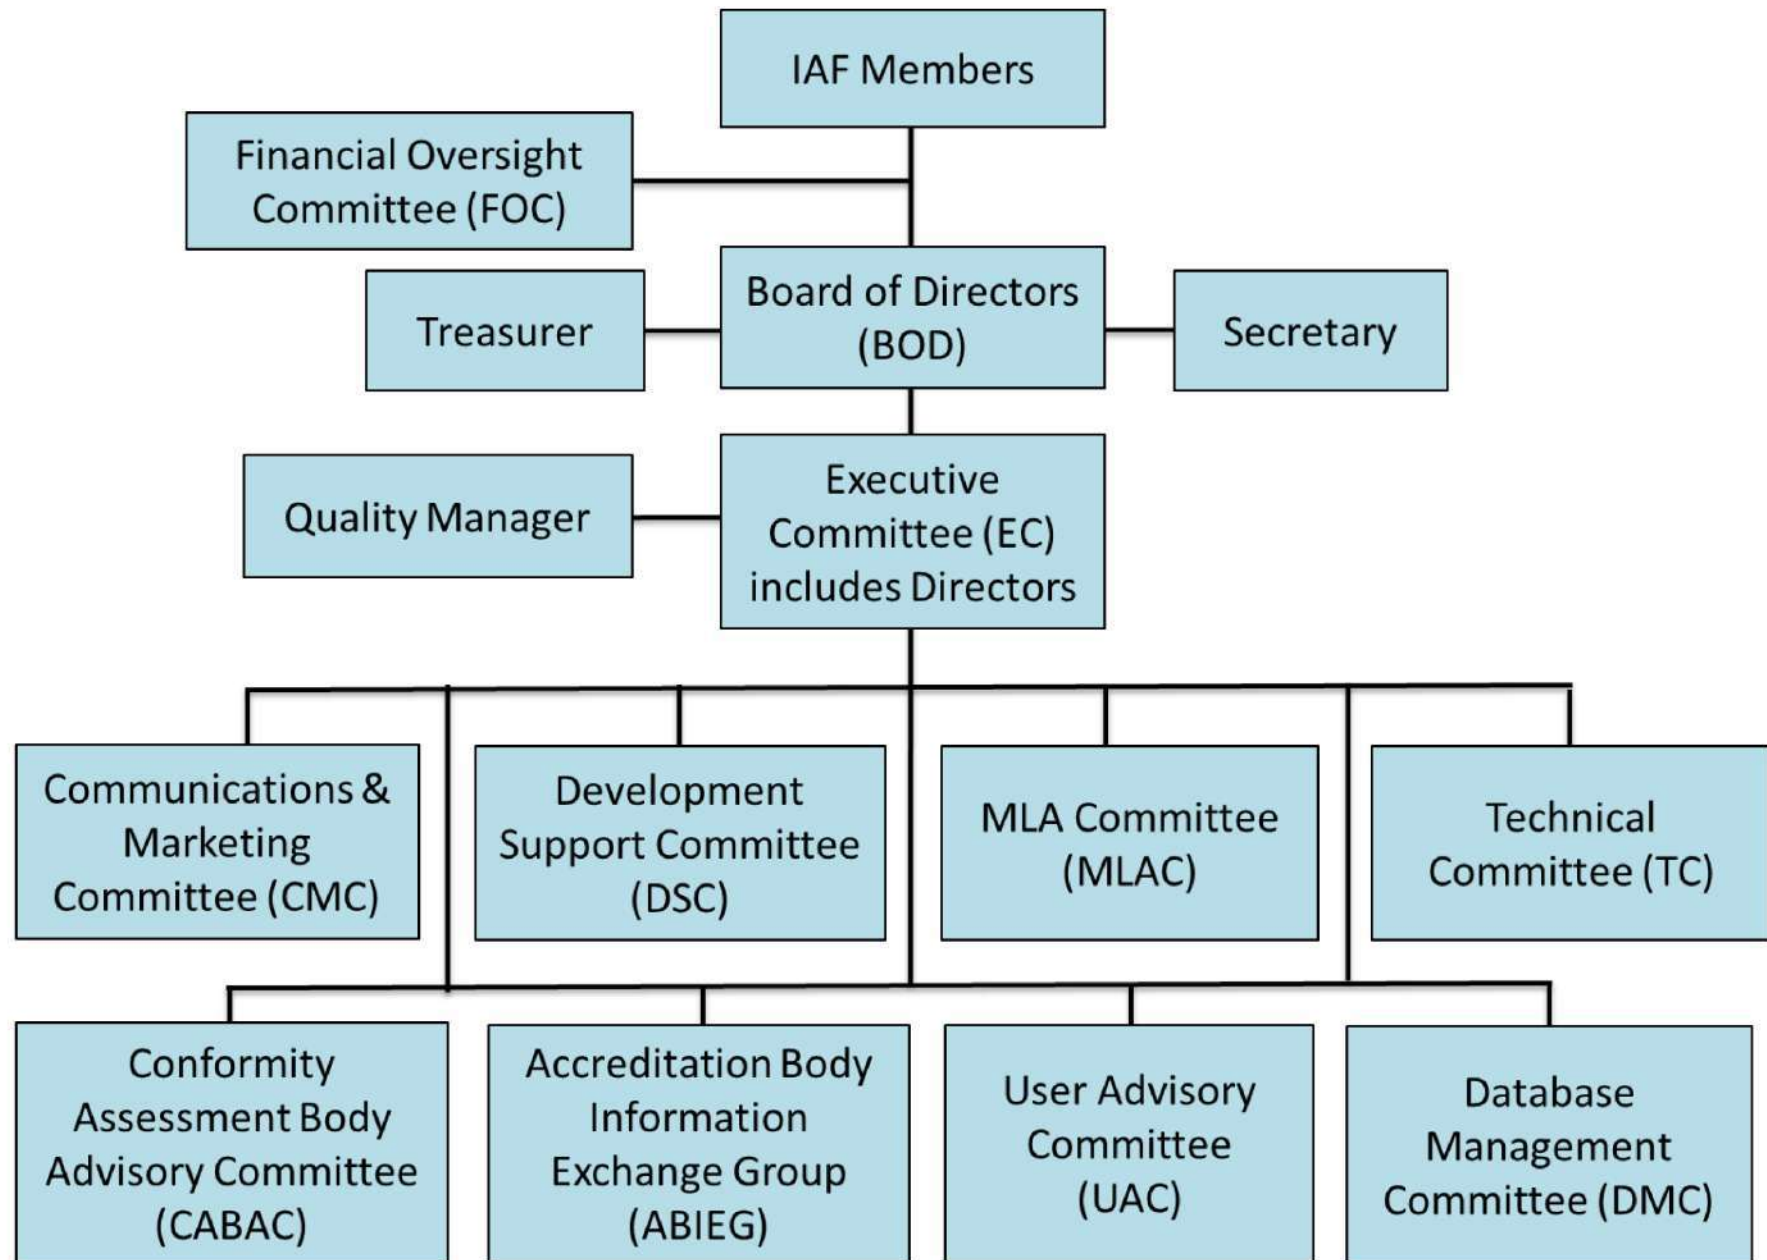 IAF Members
Financial Oversight
Committee (FOC)
Board of Directors
(BOD)
Treasurer
Secretary
Executive
Committee (EC)
includes Directors
Quality Manager
Communications &
Marketing
Committee (CMC)
Development
Support Committee
(DSC)
MLA Committee
(MLAC)
Technical
Committee (TC)
Conformity
Assessment Body
Advisory Committee
(CABAC)
Accreditation Body
Information
Exchange Group
(ABIEG)
User Advisory
Committee
(UAC)
Database
Management
Committee (DMC)